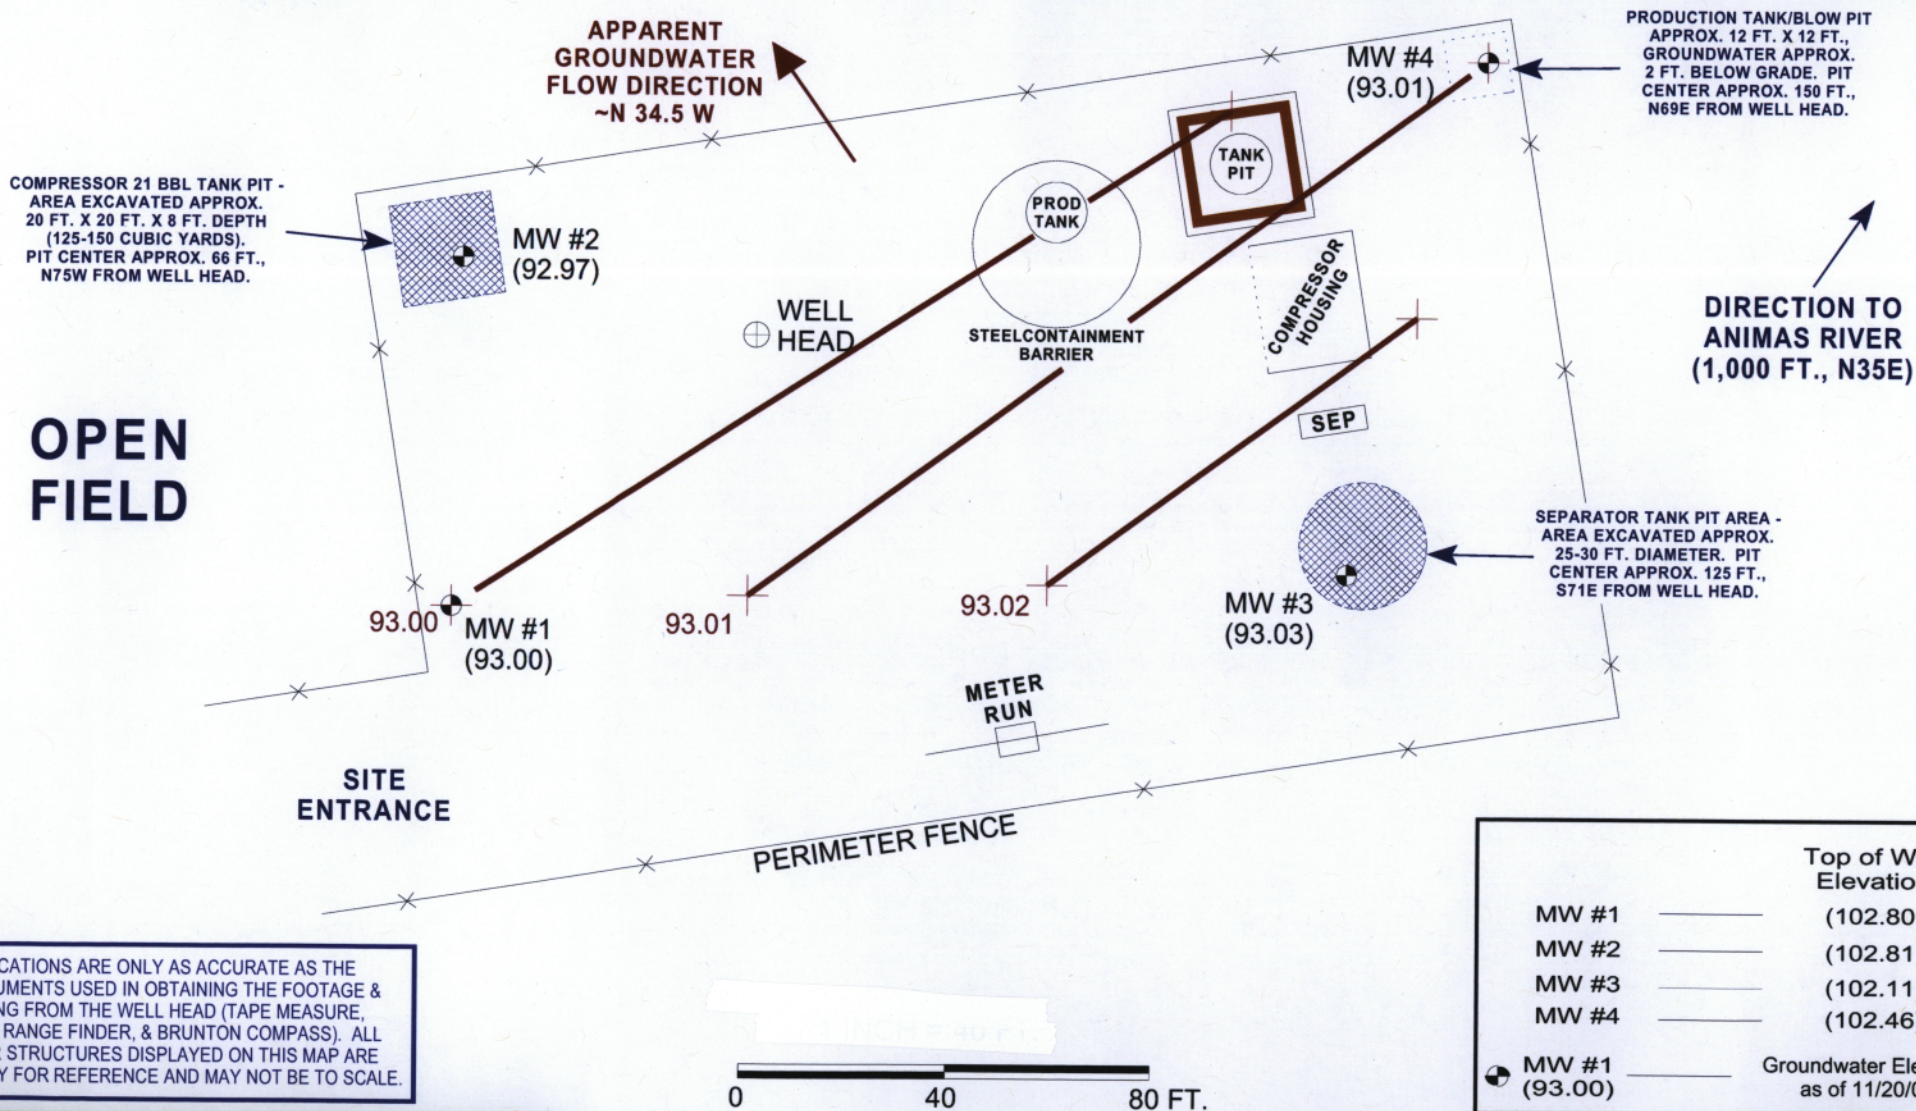 APPARENT
GROUNDWATER
FLOW DIRECTION
~N 34.5 W
MW #4
(93.01)
PRODUCTION TANK/BLOW PIT
APPROX. 12 FT. X 12 FT.,
GROUNDWATER APPROX.
2 FT. BELOW GRADE. PIT
CENTER APPROX. 150 FT.,
N69E FROM WELL HEAD.
COMPRESSOR 21 BBL TANK PIT -
AREA EXCAVATED APPROX.
20 FT. X 20 FT. X 8 FT. DEPTH
(125-150 CUBIC YARDS).
PIT CENTER APPROX. 66 FT.,
N75W FROM WELL HEAD.
MW #2
(92.97)
PROD
TANK
TANK
PIT
WELL
HEAD
STEELCONTAINMENT
BARRIER
COMPRESSOR
HOUSING
DIRECTION TO
ANIMAS RIVER
(1,000 FT., N35E)
OPEN
FIELD
SEP
SEPARATOR TANK PIT AREA -
AREA EXCAVATED APPROX.
25-30 FT. DIAMETER. PIT
CENTER APPROX. 125 FT.,
S71E FROM WELL HEAD.
93.00
MW #1
(93.00)
93.01
93.02
MW #3
(93.03)
METER
RUN
SITE
ENTRANCE
PERIMETER FENCE
CATIONS ARE ONLY AS ACCURATE AS THE
UMENTS USED IN OBTAINING THE FOOTAGE &
NG FROM THE WELL HEAD (TAPE MEASURE,
RANGE FINDER, & BRUNTON COMPASS). ALL
R STRUCTURES DISPLAYED ON THIS MAP ARE
Y FOR REFERENCE AND MAY NOT BE TO SCALE.
0 40 80 FT.
Top of W
Elevatio
MW #1 (102.80
MW #2 (102.81
MW #3 (102.11
MW #4 (102.46
MW #1
(93.00)
Groundwater Ele
as of 11/20/0